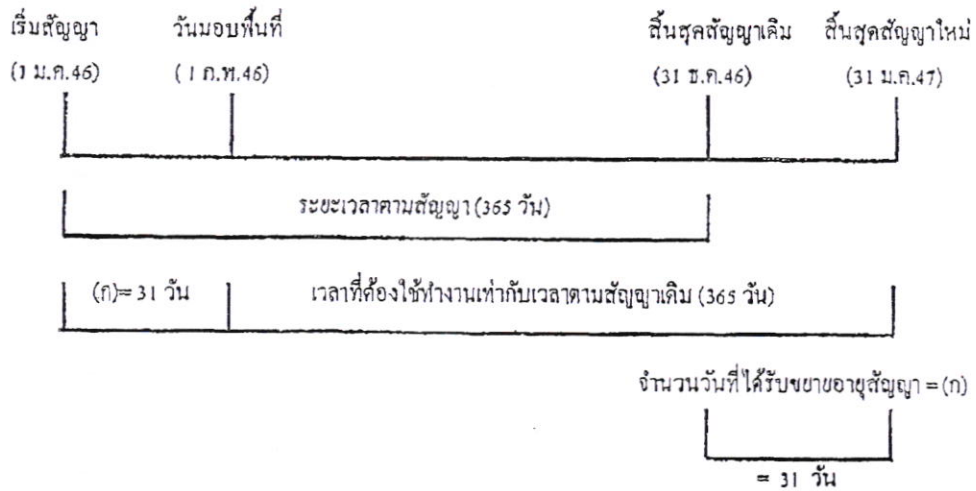 เริ่มสัญญา วันมอบพื้นที่ สิ้นสุดสัญญาเดิม สิ้นสุดสัญญาใหม่
(1 ม.ค.46) (1 ก.พ.46) (31 ธ.ค.46) (31 ม.ค.47)
ระยะเวลาตามสัญญา (365 วัน)
(ก)= 31 วัน เวลาที่ต้องใช้ทำงานเท่ากับเวลาตามสัญญาเดิม (365 วัน)
จำนวนวันที่ได้รับขยายอายุสัญญา = (ก)
= 31 วัน